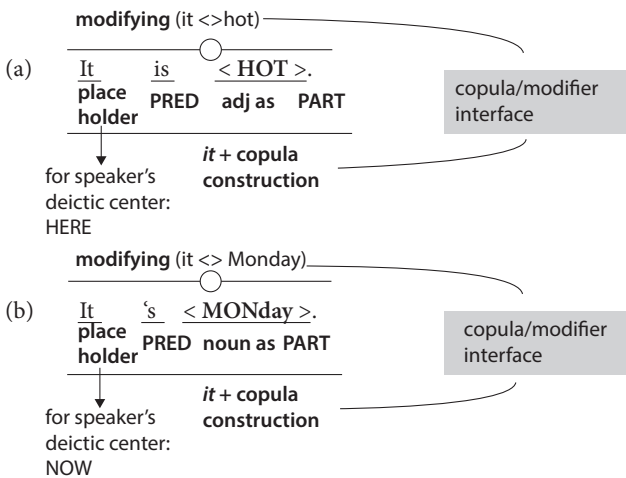 modifying (it <>hot)
(a) It is < HOT >.
place holder PRED adj as PART
copula/modifier interface
it + copula construction
for speaker's
deictic center:
HERE
modifying (it <> Monday)
(b) It ‘s < MONday >.
place holder PRED noun as PART
copula/modifier interface
it + copula construction
for speaker's
deictic center:
NOW